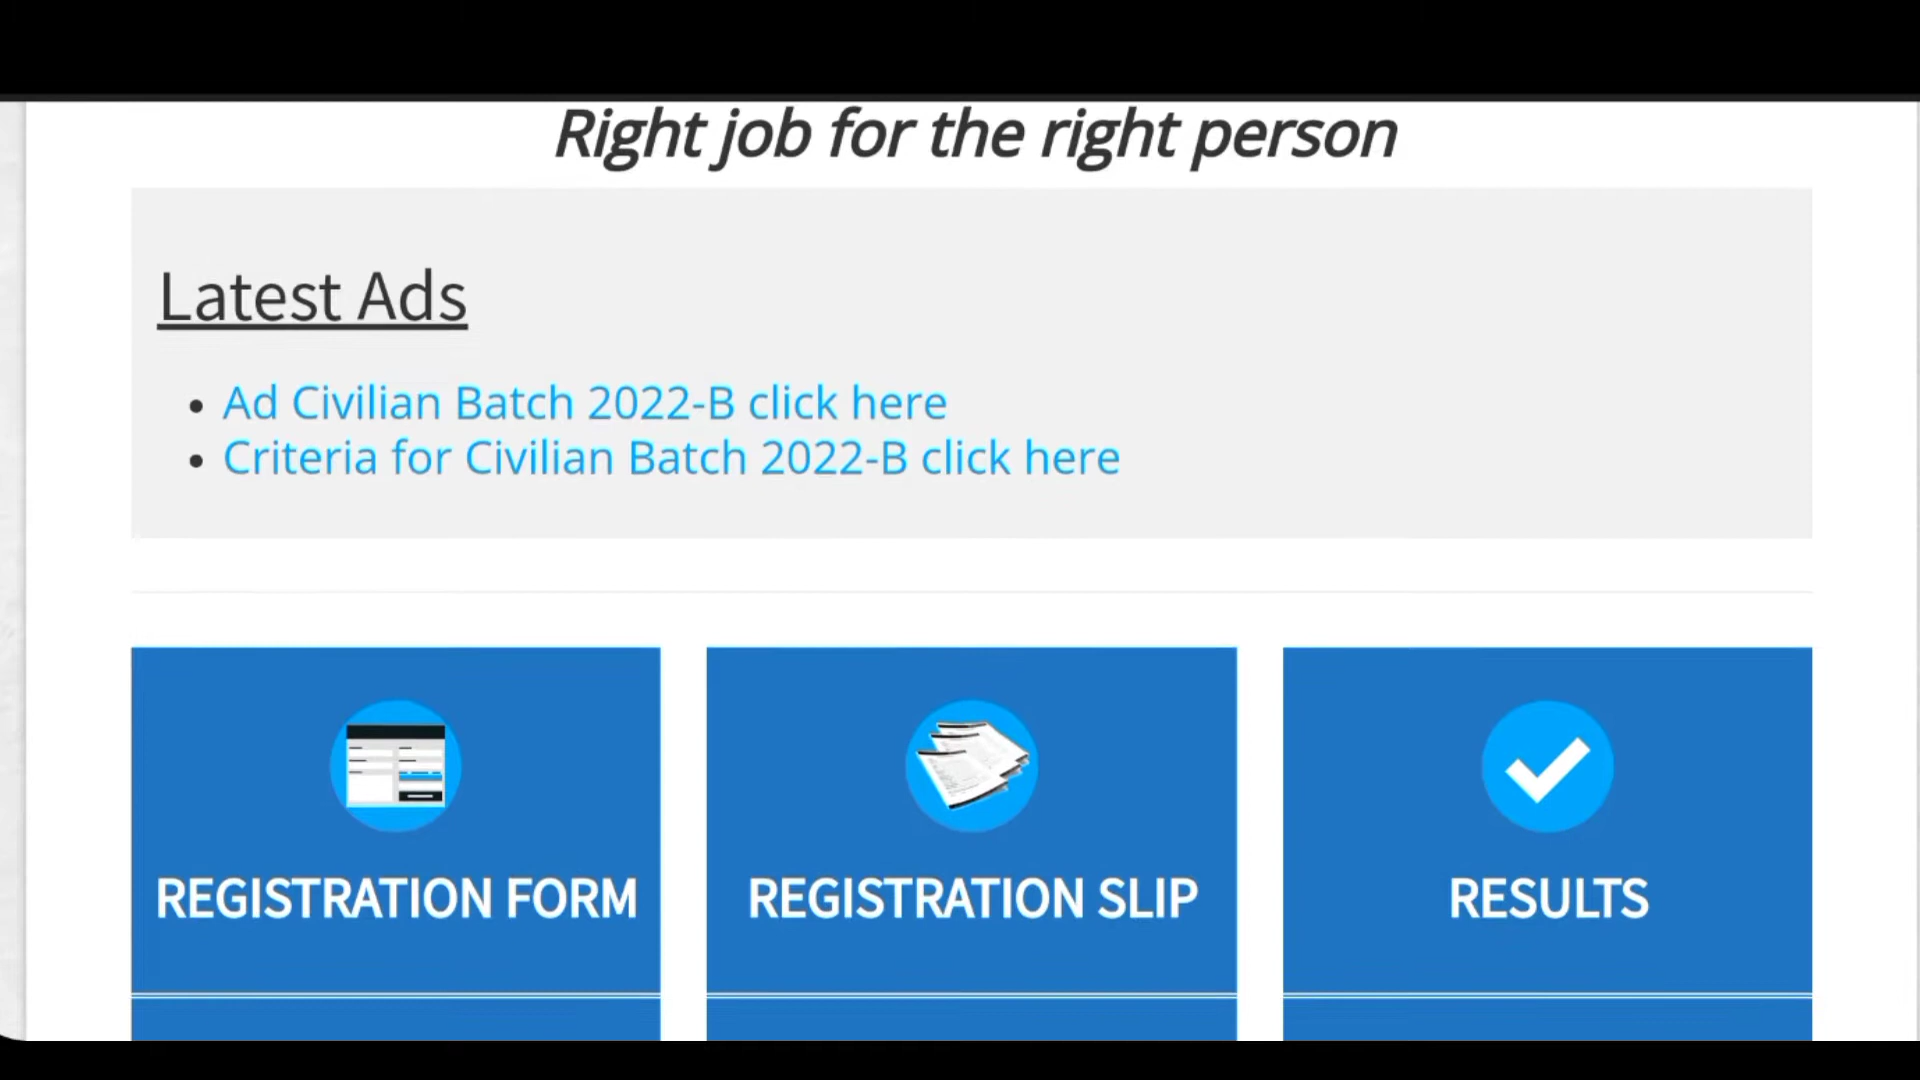 Right job for the right person
Latest Ads
Ad Civilian Batch 2022-B click here
Criteria for Civilian Batch 2022-B click here
REGISTRATION FORM
REGISTRATION SLIP
RESULTS